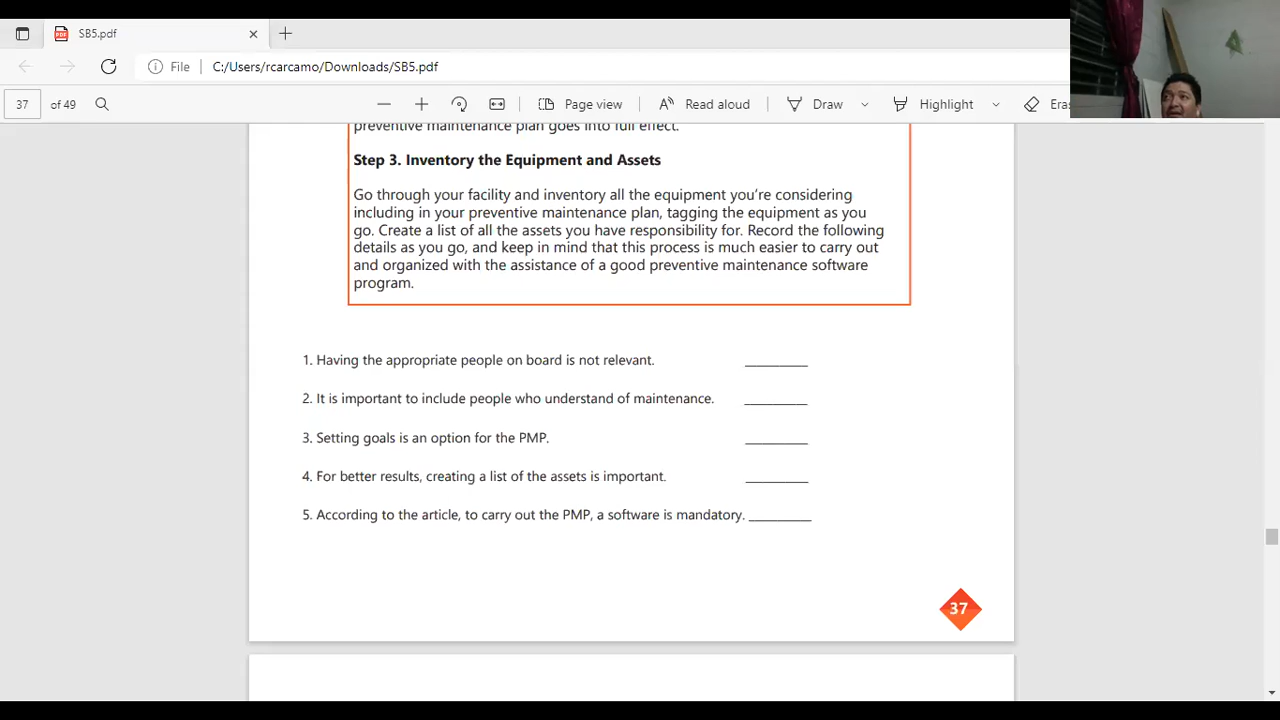 SB5.pdf
File
C:/Users/rcarcamo/Downloads/SB5.pdf
37 of 49
Page view
Read aloud
Draw
Highlight
Eras
preventive maintenance plan goes into full effect.
Step 3. Inventory the Equipment and Assets
Go through your facility and inventory all the equipment you're considering
including in your preventive maintenance plan, tagging the equipment as you
go. Create a list of all the assets you have responsibility for. Record the following
details as you go, and keep in mind that this process is much easier to carry out
and organized with the assistance of a good preventive maintenance software
program.
1. Having the appropriate people on board is not relevant. _________
2. It is important to include people who understand of maintenance. _________
3. Setting goals is an option for the PMP. _________
4. For better results, creating a list of the assets is important. _________
5. According to the article, to carry out the PMP, a software is mandatory. _________
37